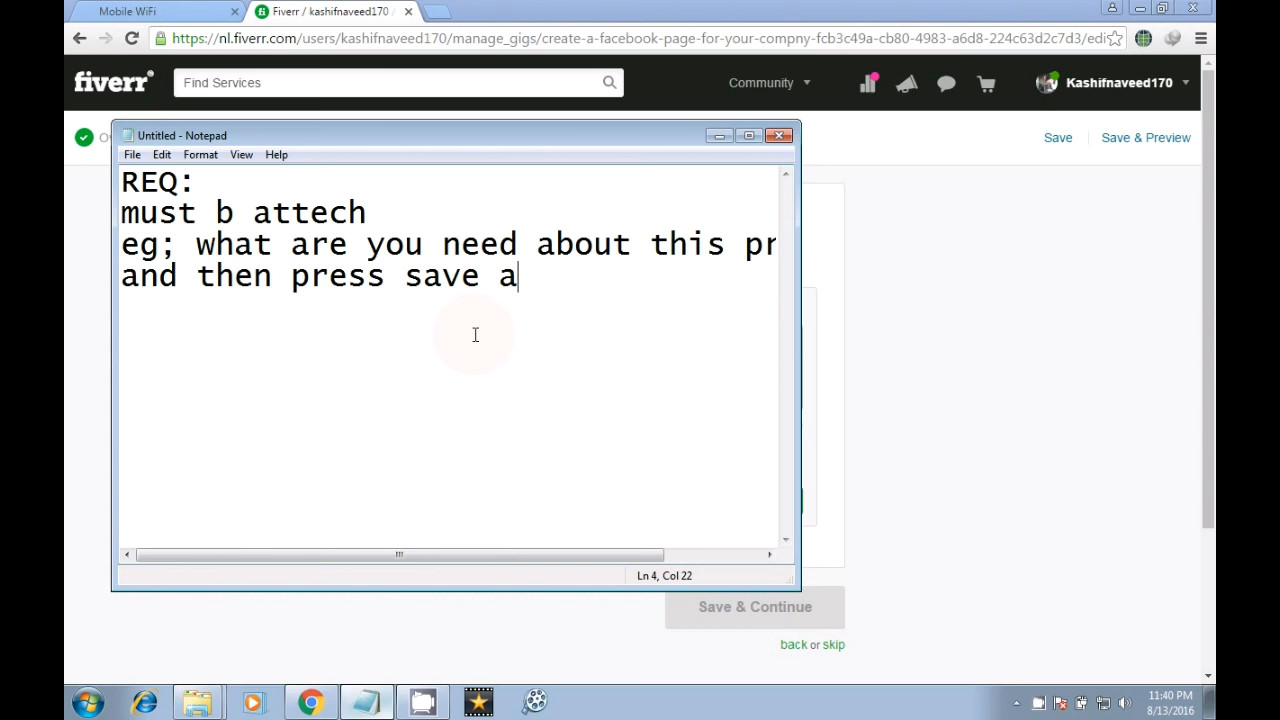 Mobile WiFi
Fiverr / kashifnaveed170
https://nl.fiverr.com/users/kashifnaveed170/manage_gigs/create-a-facebook-page-for-your-compny-fcb3c49a-cb80-4983-a6d8-224c63d2c7d3/edi
fiverr®
Find Services
Community
Kashifnaveed170
Save
Save & Preview
Untitled - Notepad
File Edit Format View Help
REQ:
must b attech
eg; what are you need about this pr
and then press save a
Ln 4, Col 22
Save & Continue
back or skip
11:40 PM
8/13/2016